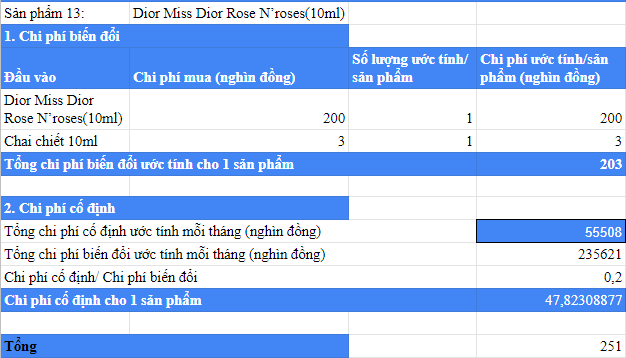 Sản phẩm 13: Dior Miss Dior Rose N’roses(10ml)
1. Chi phí biến đổi
Số lượng ước tính/ Chi phí ước tính/sản
Đầu vào Chi phí mua (nghìn đồng) sản phẩm phẩm (nghìn đồng)
Dior Miss Dior
Rose N’roses(10ml) 200 1 200
Chai chiết 10ml 3 1 3
Tổng chi phí biến đổi ước tính cho 1 sản phẩm 203
2. Chi phí cố định
Tổng chi phí cố định ước tính mỗi tháng (nghìn đồng) 55508
Tổng chi phí biến đổi ước tính mỗi tháng (nghìn đồng) 235621
Chi phí cố định/ Chi phí biến đổi 0,2
Chi phí cố định cho 1 sản phẩm 47,82308877
Tổng 251